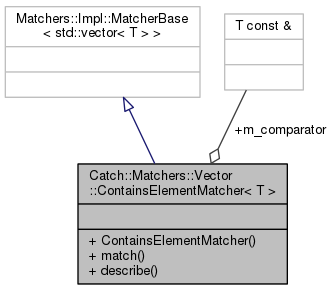 Matchers::Impl::MatcherBase
< std::vector< T > >
T const &
+m_comparator
Catch::Matchers::Vector
::ContainsElementMatcher< T >
+ ContainsElementMatcher()
+ match()
+ describe()